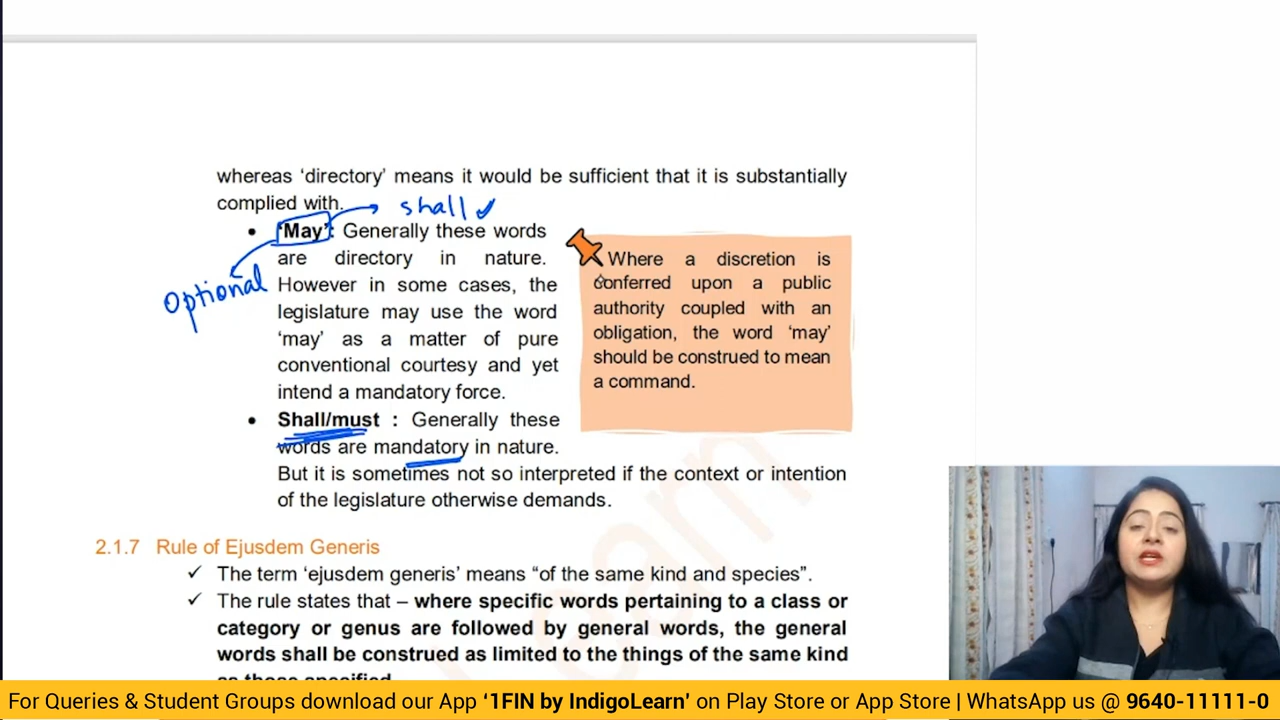 whereas ‘directory’ means it would be sufficient that it is substantially
complied with.
shall
• ‘May’: Generally these words
are directory in nature.
Optional
However in some cases, the
legislature may use the word
‘may’ as a matter of pure
conventional courtesy and yet
intend a mandatory force.
Where a discretion is
conferred upon a public
authority coupled with an
obligation, the word ‘may’
should be construed to mean
a command.
• Shall/must : Generally these
words are mandatory in nature.
But it is sometimes not so interpreted if the context or intention
of the legislature otherwise demands.
2.1.7 Rule of Ejusdem Generis
✓ The term ‘ejusdem generis’ means “of the same kind and species”.
✓ The rule states that – where specific words pertaining to a class or
category or genus are followed by general words, the general
words shall be construed as limited to the things of the same kind
as those specified.
Learn
For Queries & Student Groups download our App ‘1FIN by IndigoLearn’ on Play Store or App Store | WhatsApp us @ 9640-11111-0